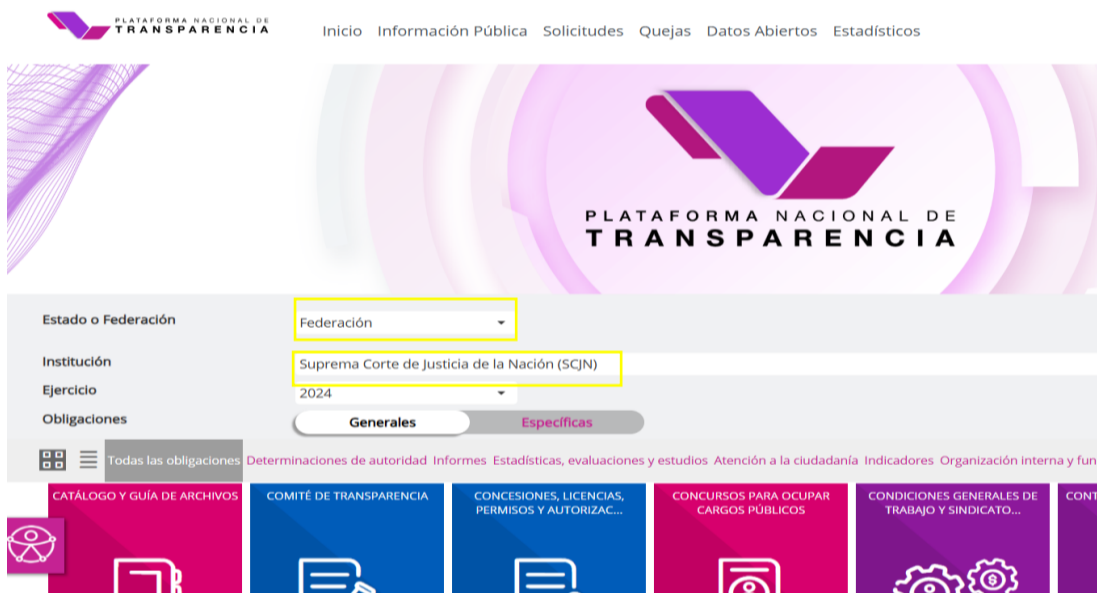 PLATAFORMA NACIONAL DE
TRANSPARENCIA
Inicio Información Pública Solicitudes Quejas Datos Abiertos Estadísticos
PLATAFORMA NACIONAL DE
TRANSPARENCIA
Estado o Federación
Federación
Institución
Suprema Corte de Justicia de la Nación (SCJN)
Ejercicio
2024
Obligaciones
Generales
Específicas
Todas las obligaciones Determinaciones de autoridad Informes Estadísticas, evaluaciones y estudios Atención a la ciudadanía Indicadores Organización interna y fun
CATÁLOGO Y GUÍA DE ARCHIVOS
COMITÉ DE TRANSPARENCIA
CONCESIONES, LICENCIAS,
PERMISOS Y AUTORIZAC...
CONCURSOS PARA OCUPAR
CARGOS PÚBLICOS
CONDICIONES GENERALES DE
TRABAJO Y SINDICATO...
CONT